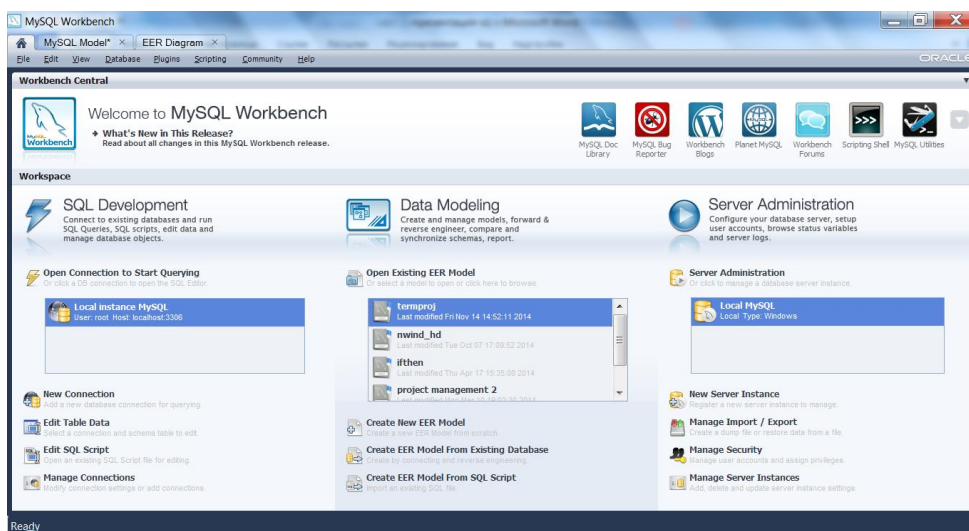 MySQL Workbench
MySQL Model* × EER Diagram ×
File Edit View Database Plugins Scripting Community Help
ORACLE
Workbench Central
MySQL Workbench
Welcome to MySQL Workbench
What's New in This Release?
Read about all changes in this MySQL Workbench release.
MySQL Doc Library
MySQL Bug Reporter
Workbench Blogs
Planet MySQL
Workbench Forums
Scripting Shell
MySQL Utilities
Workspace
SQL Development
Connect to existing databases and run
SQL Queries, SQL scripts, edit data and
manage database objects.
Open Connection to Start Querying
Or click a DB connection to open the SQL Editor.
Local instance MySQL
User: root Host: localhost:3306
New Connection
Add a new database connection for querying.
Edit Table Data
Select a connection and schema table to edit.
Edit SQL Script
Open an existing SQL Script file for editing.
Manage Connections
Modify connection settings or add connections.
Data Modeling
Create and manage models, forward &
reverse engineer, compare and
synchronize schemas, report.
Open Existing EER Model
Or select a model to open or click here to browse.
termproj
Last modified Fri Nov 14 14:52:11 2014
nwind_hd
Last modified Tue Oct 07 17:09:52 2014
ifthen
Last modified Thu Apr 17 15:35:08 2014
project management 2
Create New EER Model
Create a new EER Model from scratch.
Create EER Model From Existing Database
Create by connecting and reverse engineering.
Create EER Model From SQL Script
Import an existing SQL file.
Server Administration
Configure your database server, setup
user accounts, browse status variables
and server logs.
Server Administration
Or click to manage a database server instance.
Local MySQL
Local Type: Windows
New Server Instance
Register a new server instance to manage.
Manage Import / Export
Create a dump file or restore data from a file.
Manage Security
Manage user accounts and assign privileges.
Manage Server Instances
Add, delete and update server instance settings.
Ready